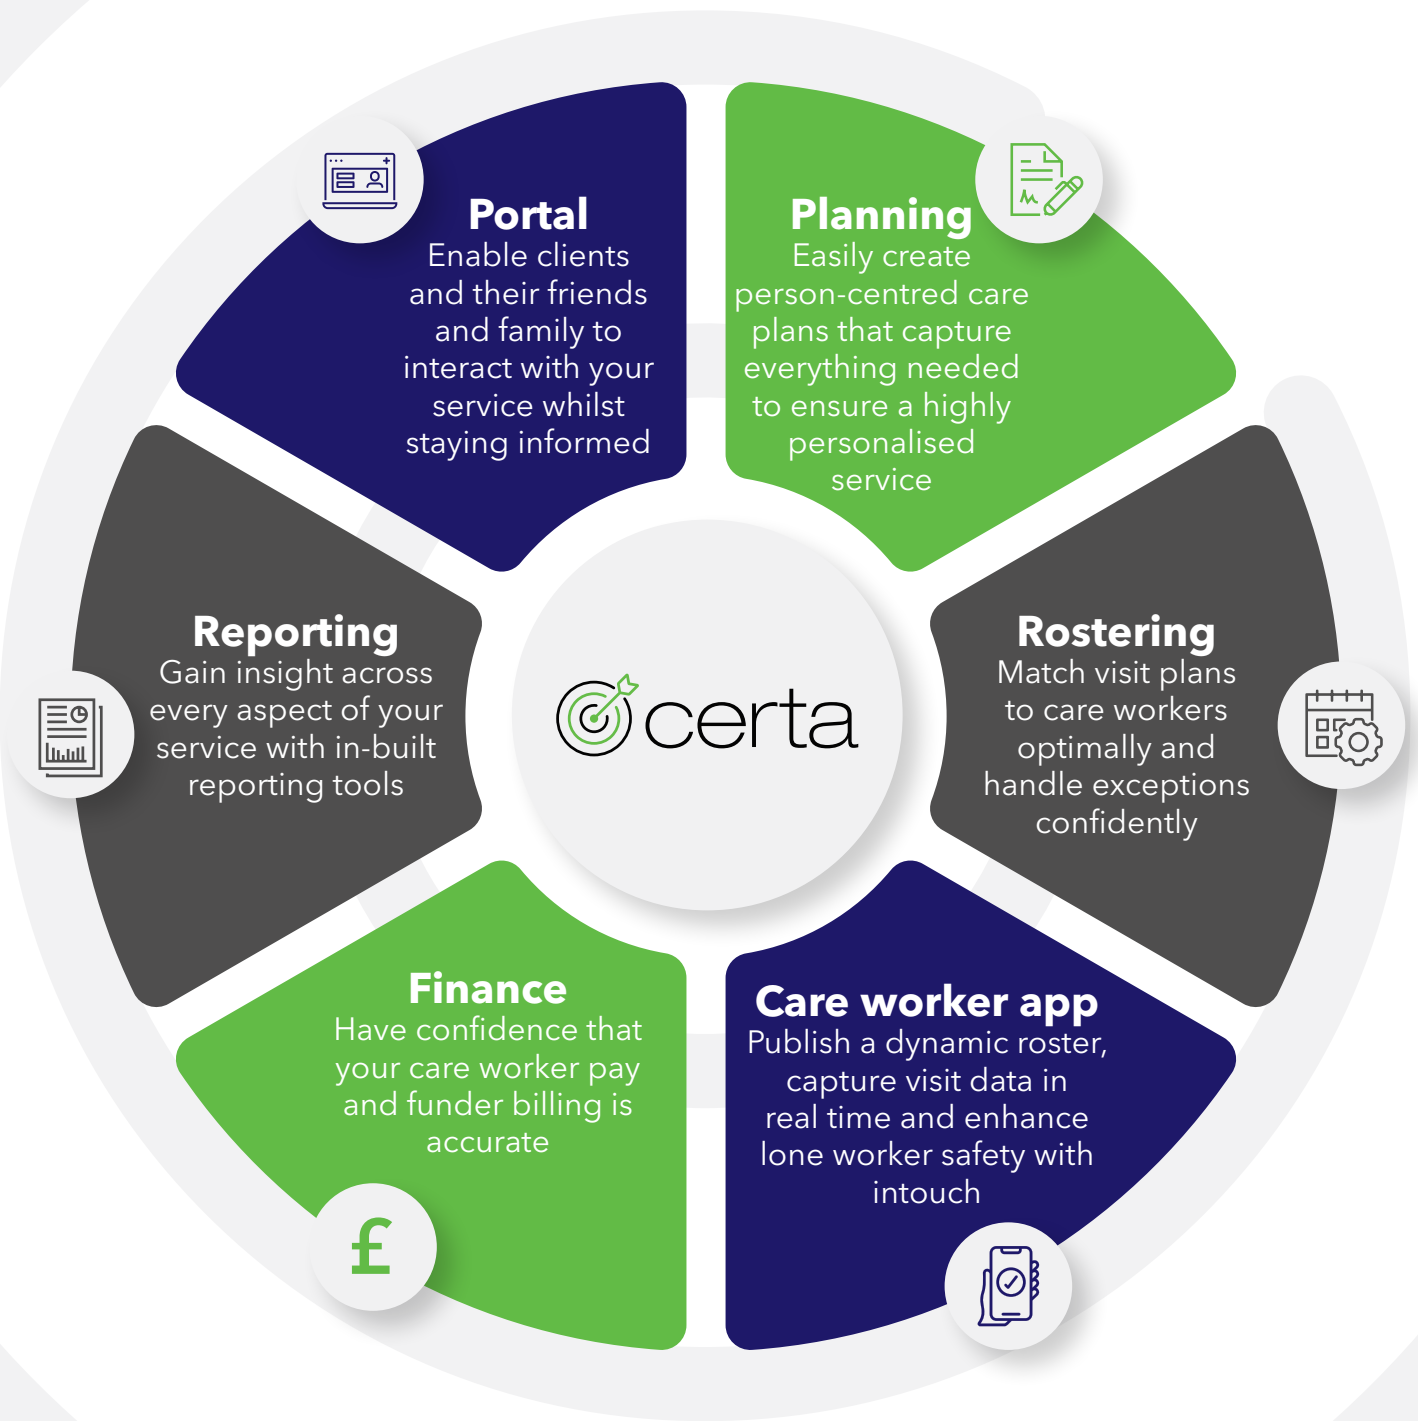 Portal
Enable clients
and their friends
and family to
interact with your
service whilst
staying informed
Planning
Easily create
person-centred care
plans that capture
everything needed
to ensure a highly
personalised
service
Rostering
Match visit plans
to care workers
optimally and
handle exceptions
confidently
Care worker app
Publish a dynamic roster,
capture visit data in
real time and enhance
lone worker safety with
intouch
Finance
Have confidence that
your care worker pay
and funder billing is
accurate
£
Reporting
Gain insight across
every aspect of your
service with in-built
reporting tools
certa